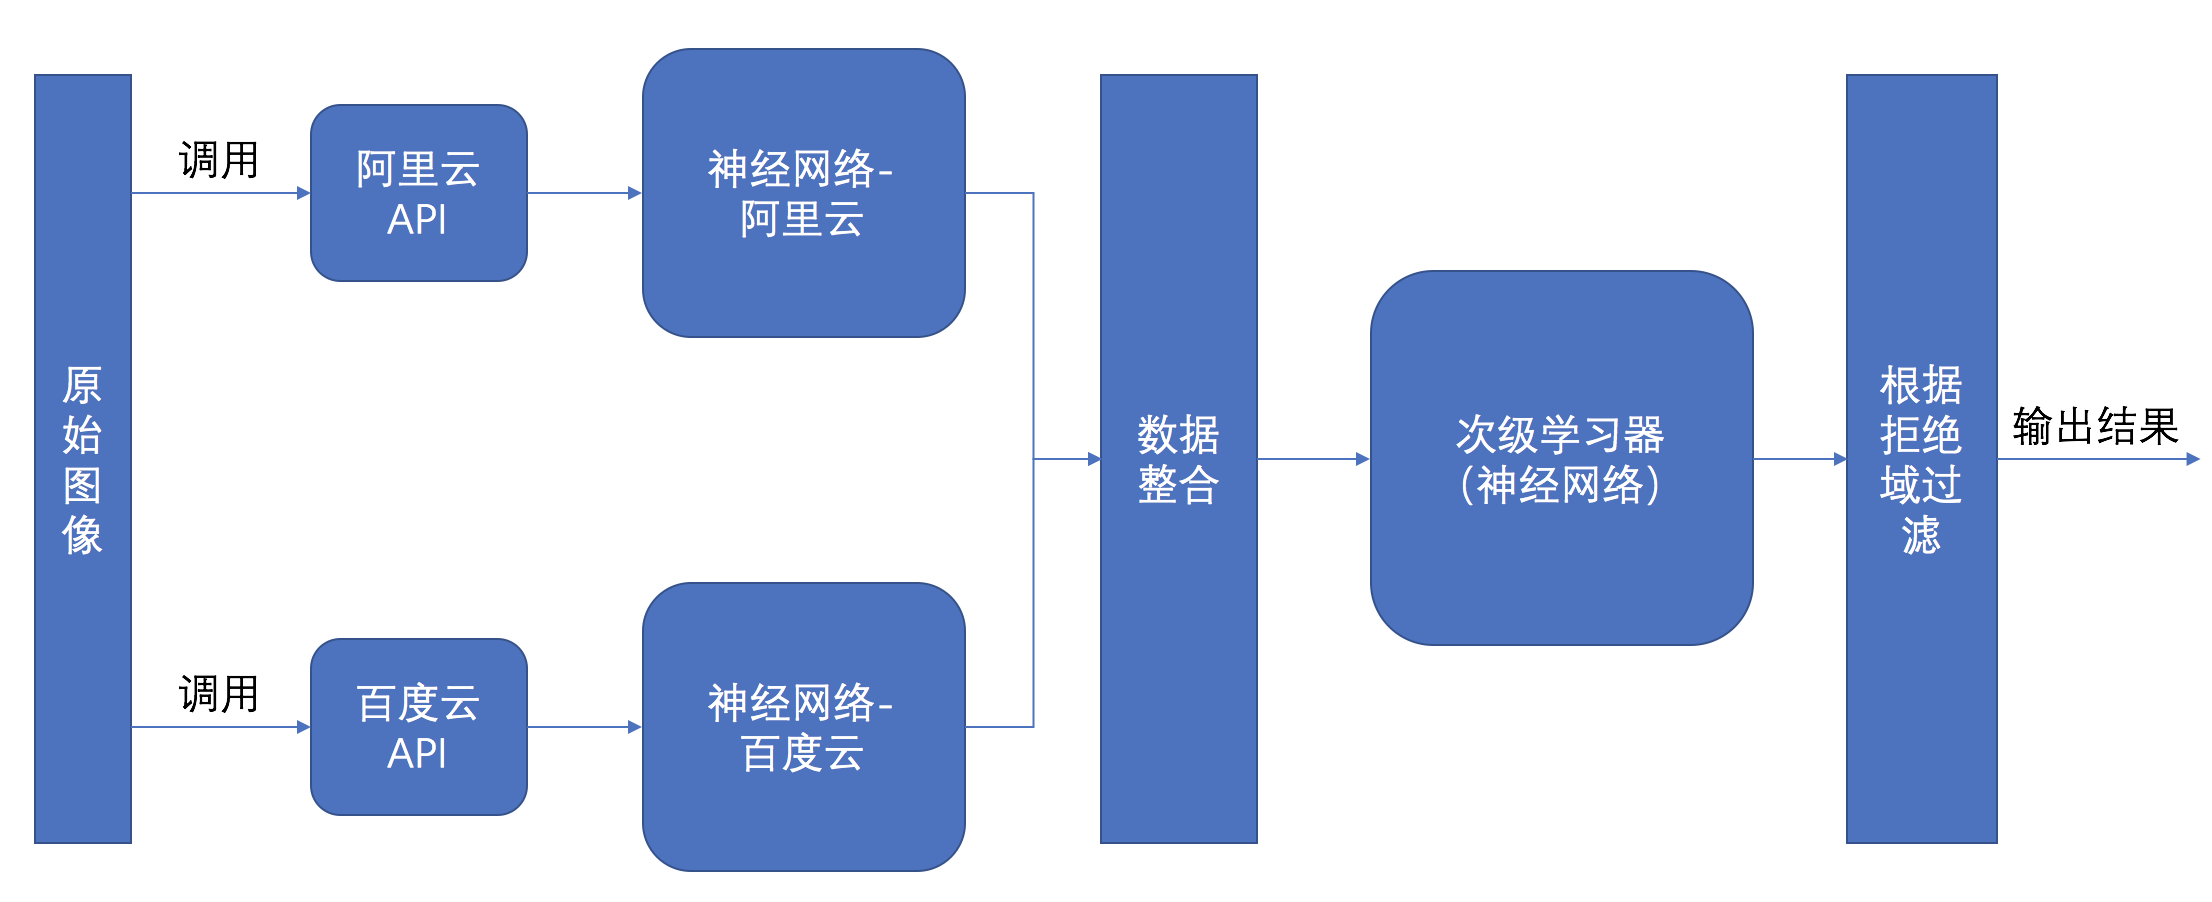 原
始
图
像
调用
阿里云
API
神经网络-
阿里云
调用
百度云
API
神经网络-
百度云
数据
整合
次级学习器
（神经网络）
根据
拒绝
域过
滤
输出结果